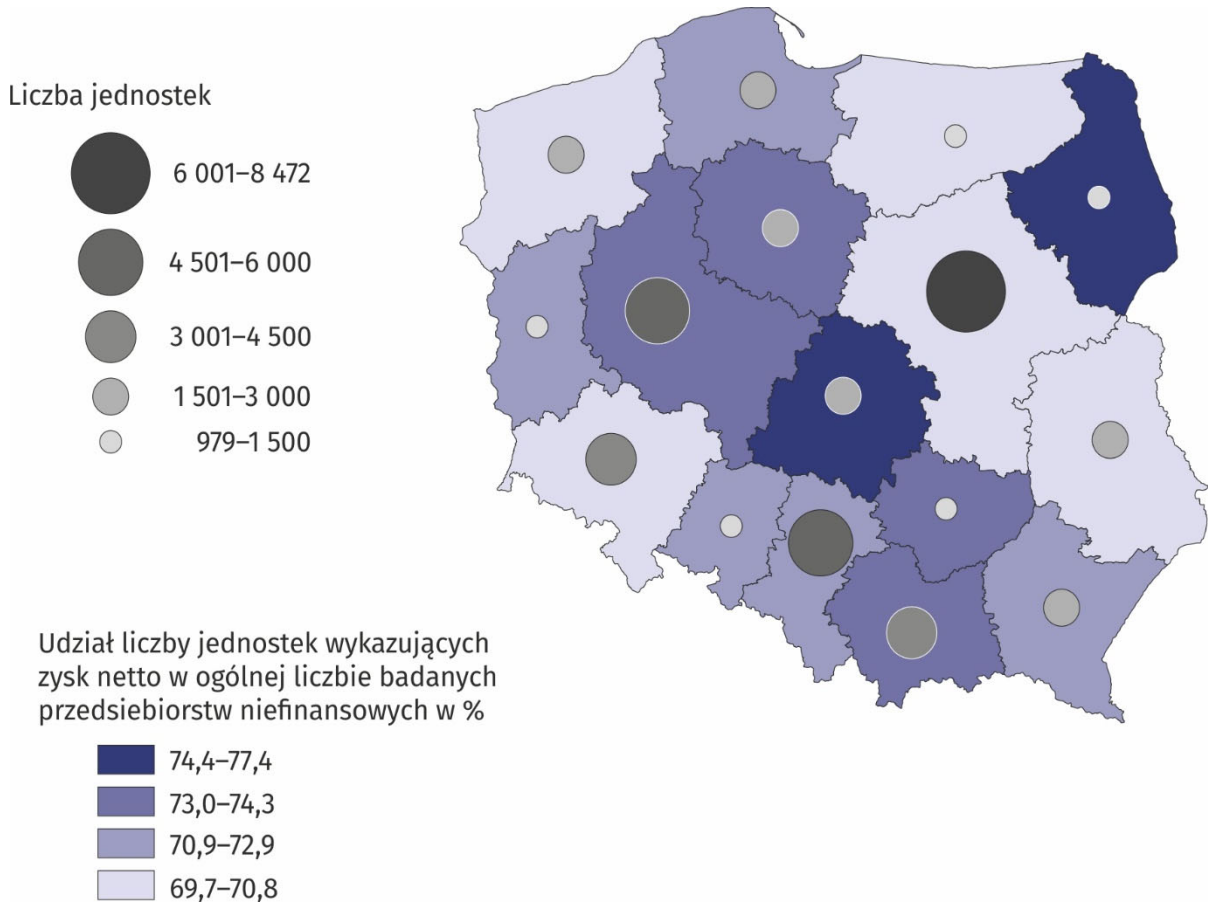 Liczba jednostek
6 001–8 472
4 501–6 000
3 001–4 500
1 501–3 000
979–1 500
Udział liczby jednostek wykazujących
zysk netto w ogólnej liczbie badanych
przedsiebiorstw niefinansowych w %
74,4–77,4
73,0–74,3
70,9–72,9
69,7–70,8